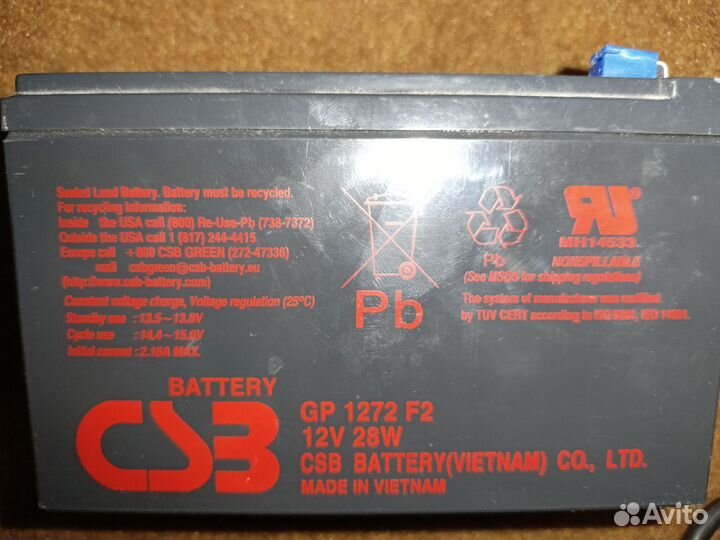 Sealed Lead Battery. Battery must be recycled.
For recycling information:
Inside the USA call (800) Re-Use-Pb (738-7372)
Outside the USA call 1 (817) 244-4415
Europe call +800 CSB GREEN (272-47336)
mail csbgreen@csb-battery.eu
(http://www.csb-battery.com)
Constant voltage charge, Voltage regulation (25°C)
Standby use : 13.5~13.8V
Cycle use : 14.4~15.0V
Initial current : 2.16A MAX.
Pb
Pb
RU
MH14533
NONSPILLABLE
(See MSDS for shipping regulations)
The system of manufacturer was certified
by TUV CERT according to ISO 9001, ISO 14001.
BATTERY
CSB
GP 1272 F2
12V 28W
CSB BATTERY(VIETNAM) CO., LTD.
MADE IN VIETNAM
Avito